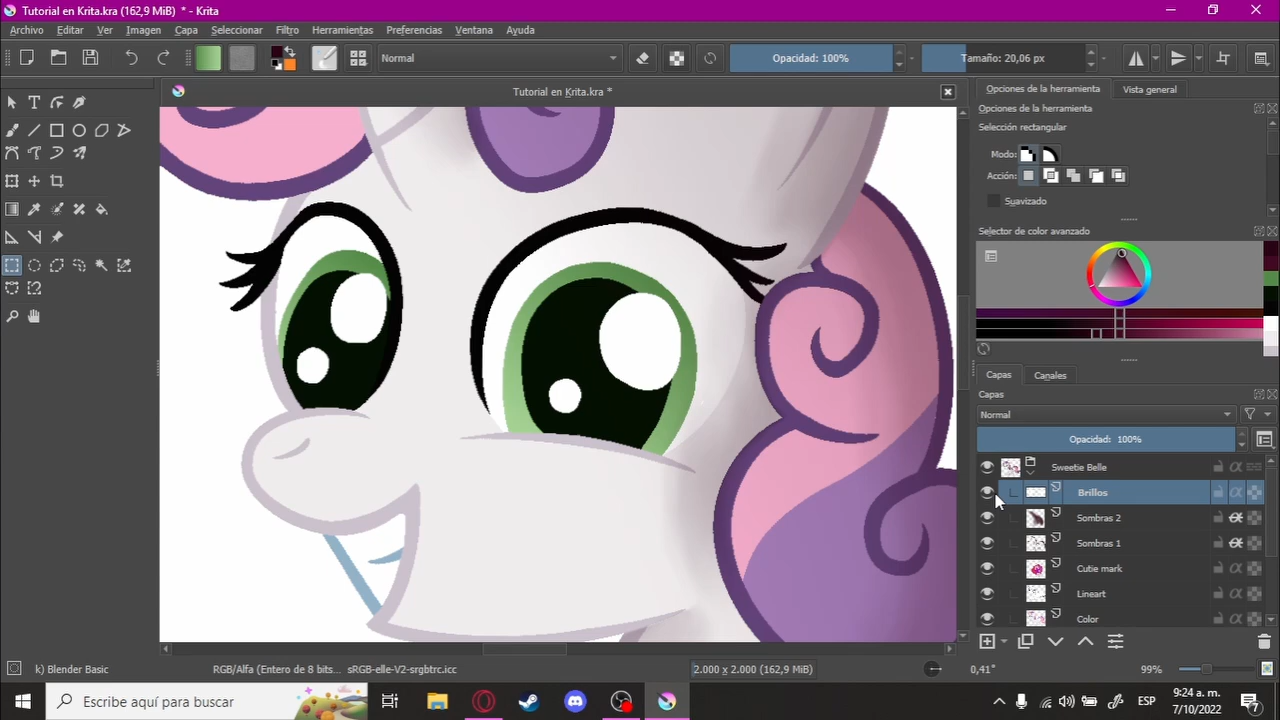 Tutorial en Krita.kra (162,9 MiB) * - Krita
Archivo Editar Ver Imagen Capa Seleccionar Filtro Herramientas Preferencias Ventana Ayuda
Normal Opacidad: 100% Tamaño: 20,06 px
Tutorial en Krita.kra *
Opciones de la herramienta Vista general
Opciones de la herramienta
Selección rectangular
Modo:
Acción:
Suavizado
Selector de color avanzado
Capas Canales
Capas
Normal
Opacidad: 100%
Sweetie Belle
Brillos
Sombras 2
Sombras 1
Cutie mark
Lineart
Color
k) Blender Basic RGB/Alfa (Entero de 8 bits... sRGB-elle-V2-srgbtrc.icc 2.000 x 2.000 (162,9 MiB) 0,41° 99%
Escribe aquí para buscar
ESP
9:24 a. m.
7/10/2022
7